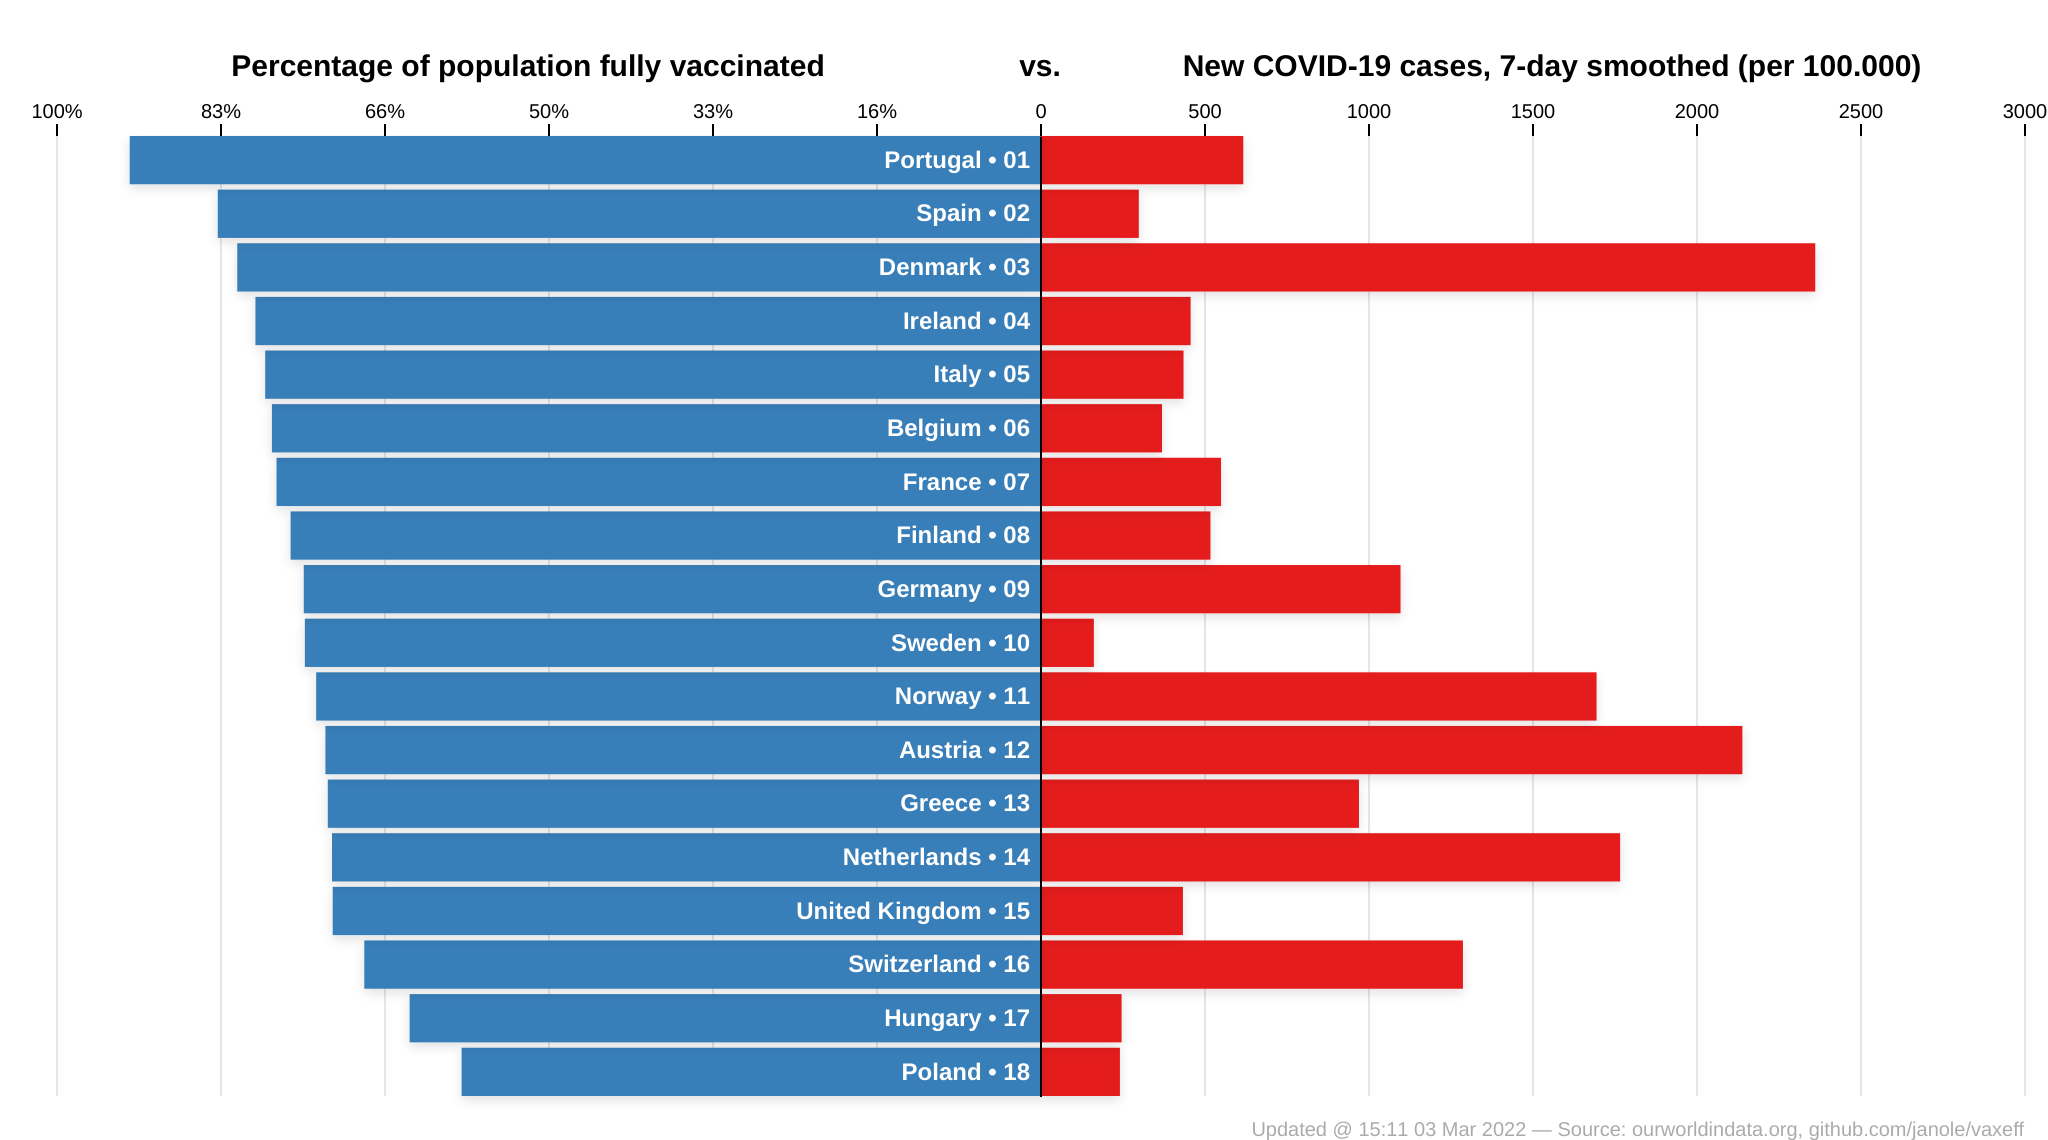 Percentage of population fully vaccinated vs. New COVID-19 cases, 7-day smoothed (per 100.000)
100% 83% 66% 50% 33% 16% 0 500 1000 1500 2000 2500 3000
Portugal • 01
Spain • 02
Denmark • 03
Ireland • 04
Italy • 05
Belgium • 06
France • 07
Finland • 08
Germany • 09
Sweden • 10
Norway • 11
Austria • 12
Greece • 13
Netherlands • 14
United Kingdom • 15
Switzerland • 16
Hungary • 17
Poland • 18
Updated @ 15:11 03 Mar 2022 — Source: ourworldindata.org, github.com/janole/vaxeff